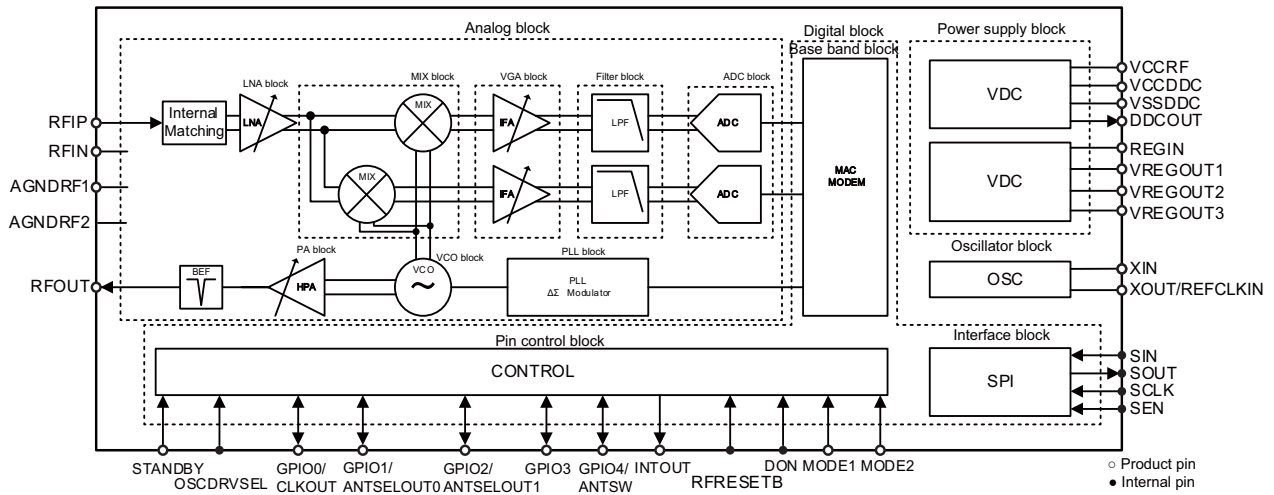 Analog block
Digital block
Base band block
Power supply block
LNA block
MIX block
VGA block
Filter block
ADC block
RFIP
Internal
Matching
LNA
MIX
IFA
LPF
ADC
RFIN
AGNDRF1
AGNDRF2
MIX
IFA
LPF
ADC
MAC
MODEM
VDC
VCCRF
VCCDDC
VSSDDC
DDCOUT
VDC
REGIN
VREGOUT1
VREGOUT2
VREGOUT3
PA block
VCO block
PLL block
RFOUT
BEF
HPA
VCO
~
PLL
ΔΣ Modulator
Oscillator block
OSC
XIN
XOUT/REFCLKIN
Pin control block
CONTROL
Interface block
SPI
SIN
SOUT
SCLK
SEN
STANDBY
OSCDRVSEL
GPIO0/
CLKOUT
GPIO1/
ANTSELOUT0
GPIO2/
ANTSELOUT1
GPIO3
GPIO4/
ANTSW
INTOUT
RFRESETB
DON
MODE1
MODE2
○ Product pin
● Internal pin